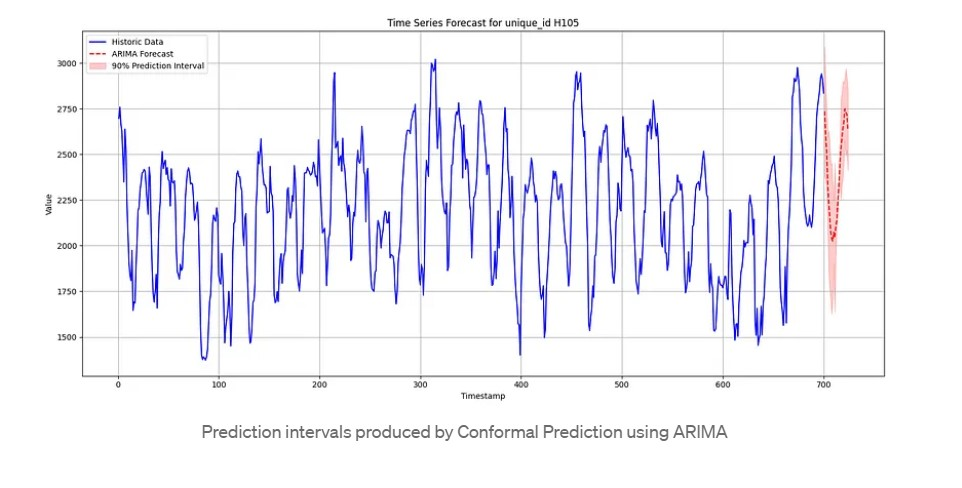 Time Series Forecast for unique_id H105
Historic Data
ARIMA Forecast
90% Prediction Interval
Value
3000
2750
2500
2250
2000
1750
1500
0 100 200 300 400 500 600 700
Timestamp
Prediction intervals produced by Conformal Prediction using ARIMA